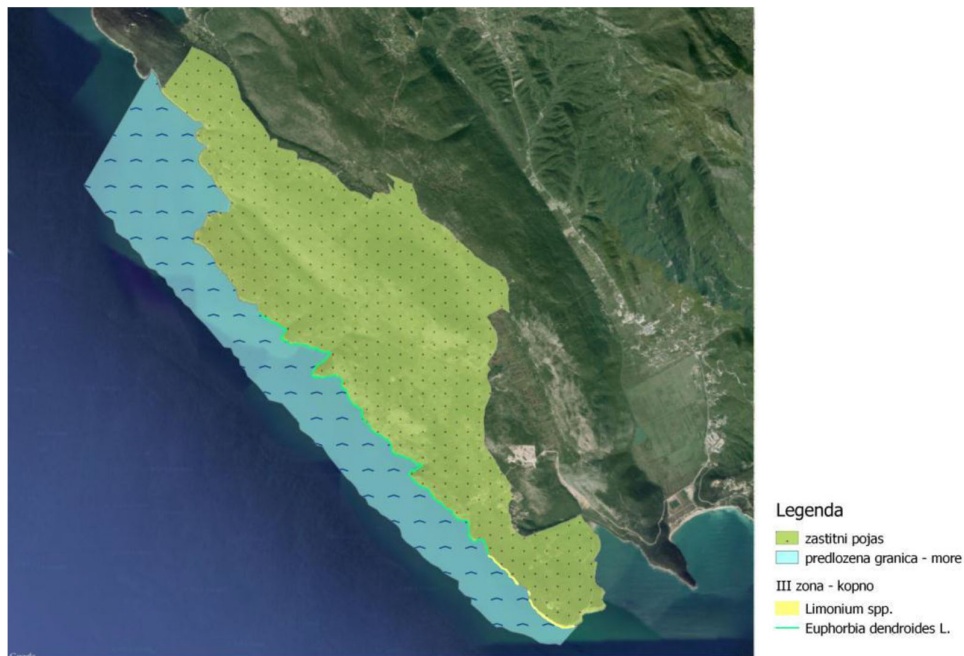 Legenda
zastitni pojas
predlozena granica - more
III zona - kopno
Limonium spp.
Euphorbia dendroides L.